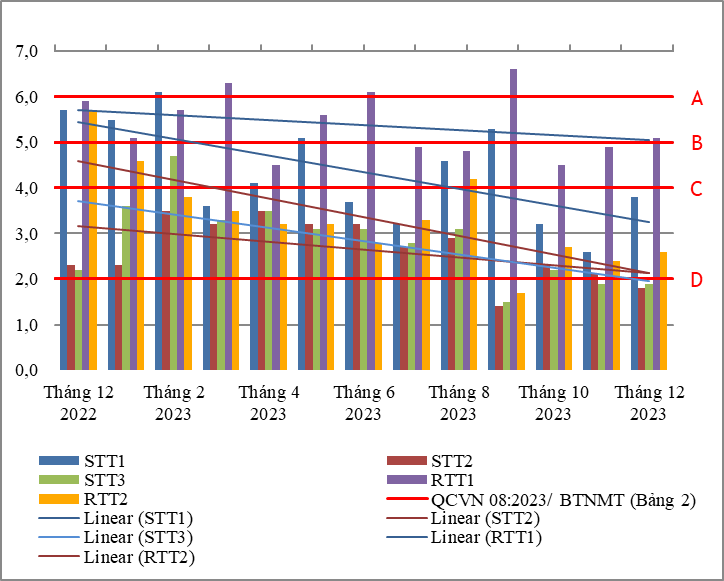 7,0
6,0
A
5,0
B
4,0
C
3,0
2,0
D
1,0
0,0
Tháng 12 Tháng 2 Tháng 4 Tháng 6 Tháng 8 Tháng 10 Tháng 12
2022 2023 2023 2023 2023 2023 2023
STT1 STT2
STT3 RTT1
RTT2 QCVN 08:2023/ BTNMT (Bảng 2)
Linear (STT1) Linear (STT2)
Linear (STT3) Linear (RTT1)
Linear (RTT2)